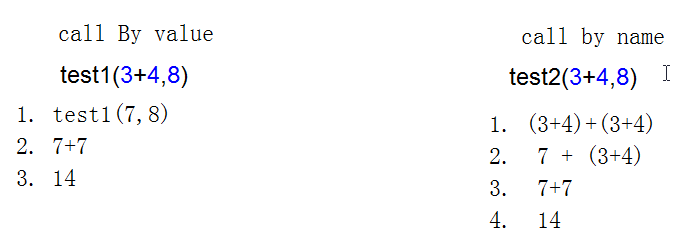 call By value
test1(3+4,8)
1. test1(7,8)
2. 7+7
3. 14
call by name
test2(3+4,8)
1. (3+4)+(3+4)
2. 7 + (3+4)
3. 7+7
4. 14